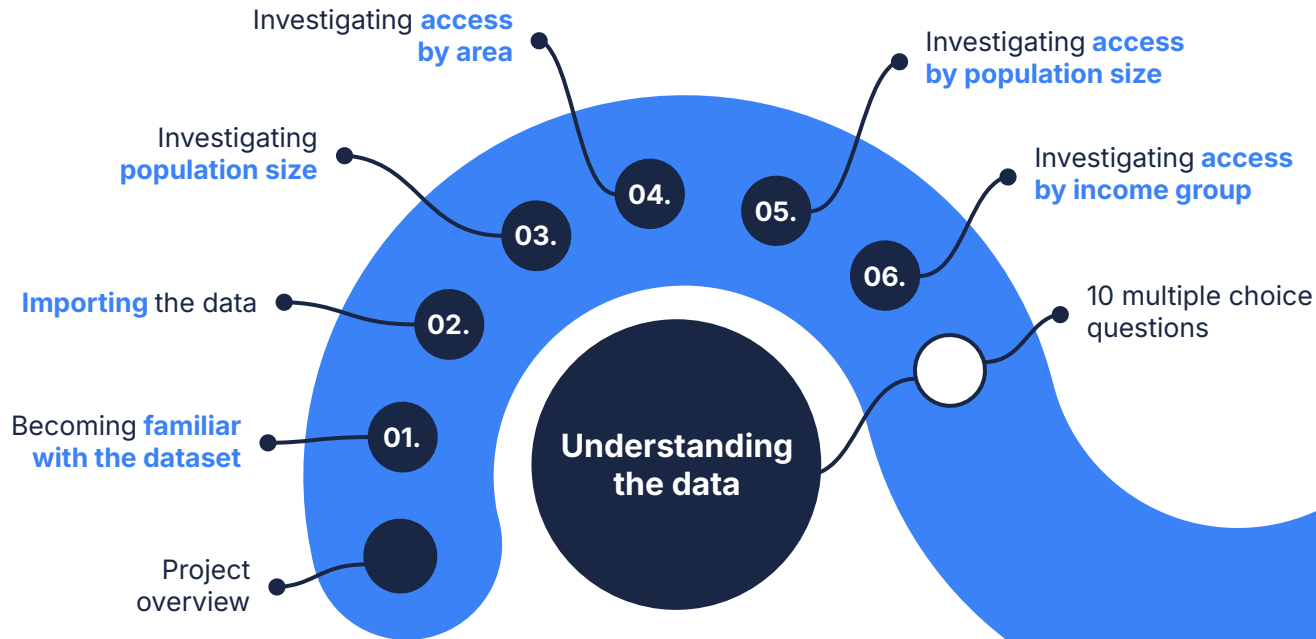 Investigating access
by area
Investigating access
by population size
Investigating
population size
Investigating access
by income group
04.
05.
03.
06.
Importing the data
02.
10 multiple choice
questions
Becoming familiar
with the dataset
01.
Understanding
the data
Project
overview